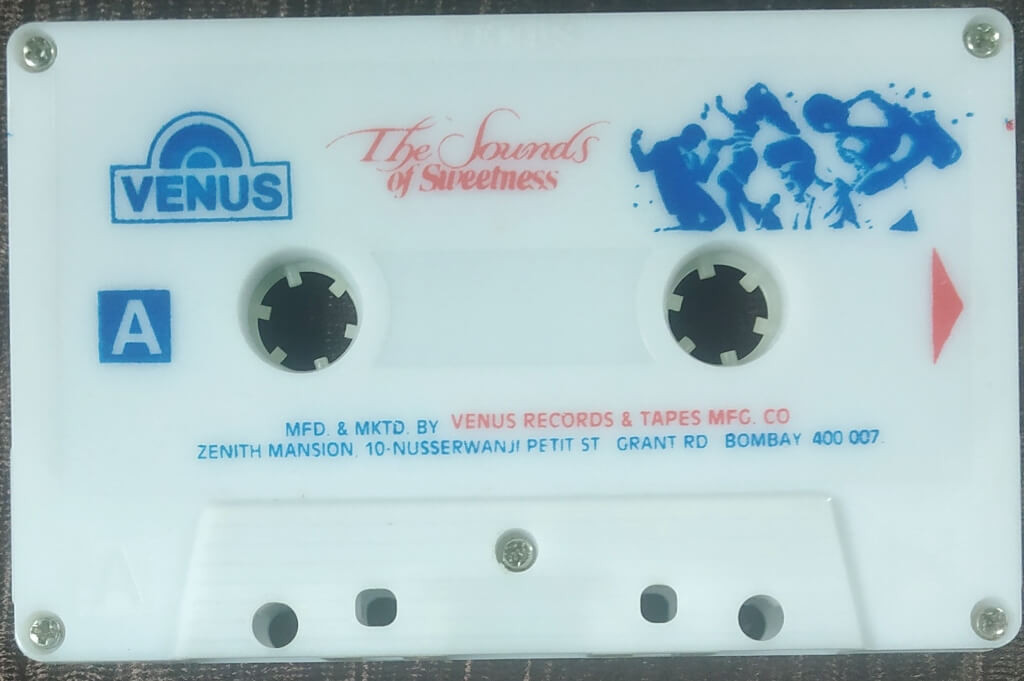 VENUS
The Sounds
of Sweetness
A
MFD. & MKTD. BY VENUS RECORDS & TAPES MFG. CO
ZENITH MANSION, 10-NUSSERWANJI PETIT ST GRANT RD BOMBAY 400 007.